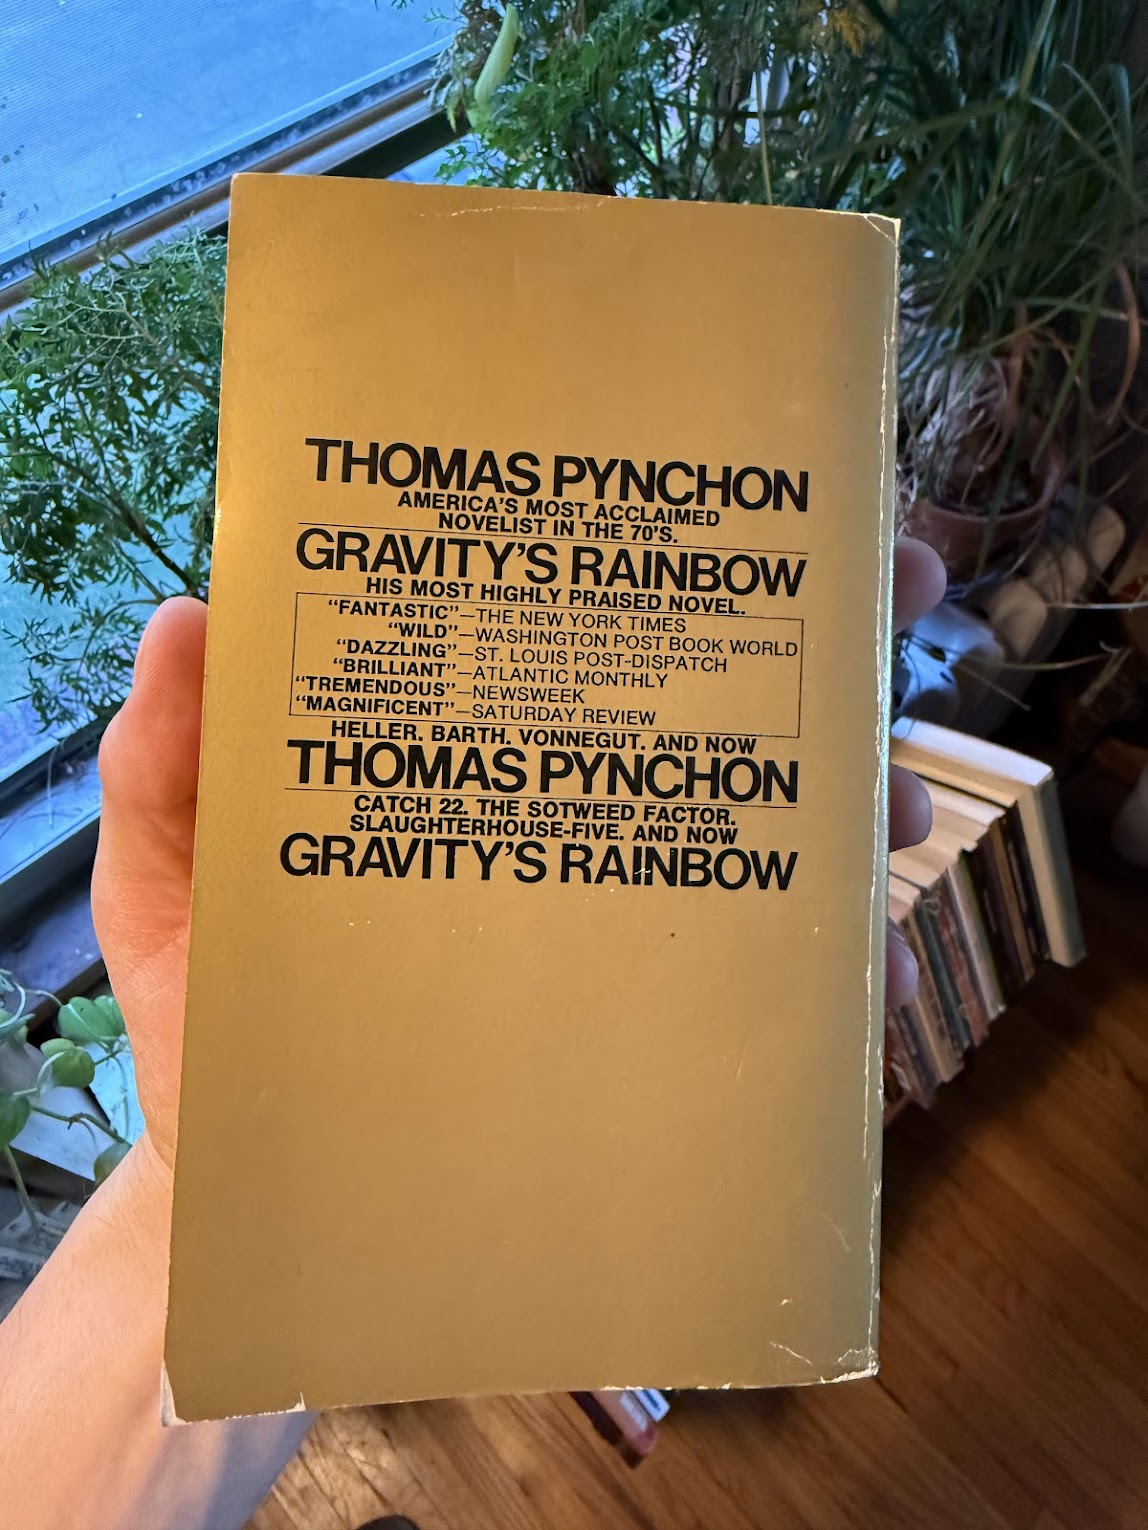 THOMAS PYNCHON
AMERICA'S MOST ACCLAIMED
NOVELIST IN THE 70'S.
GRAVITY'S RAINBOW
HIS MOST HIGHLY PRAISED NOVEL.
"FANTASTIC"—THE NEW YORK TIMES
"WILD"—WASHINGTON POST BOOK WORLD
"DAZZLING"—ST. LOUIS POST-DISPATCH
"BRILLIANT"—ATLANTIC MONTHLY
"TREMENDOUS"—NEWSWEEK
"MAGNIFICENT"—SATURDAY REVIEW
HELLER. BARTH. VONNEGUT. AND NOW
THOMAS PYNCHON
CATCH 22. THE SOTWEED FACTOR.
SLAUGHTERHOUSE-FIVE. AND NOW
GRAVITY'S RAINBOW